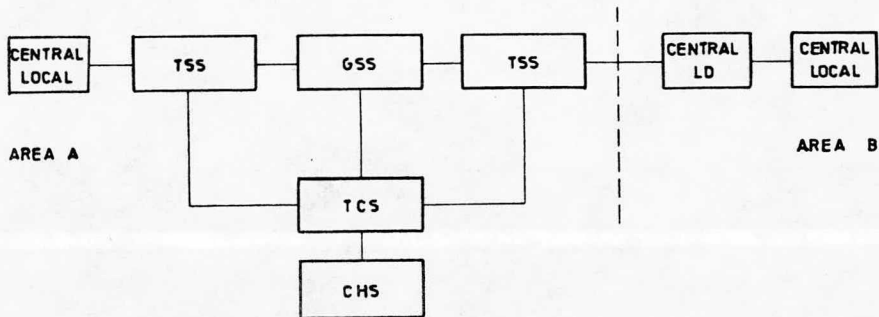 CENTRAL
LOCAL
TSS
GSS
TSS
CENTRAL
LD
CENTRAL
LOCAL
AREA A
AREA B
TCS
CHS